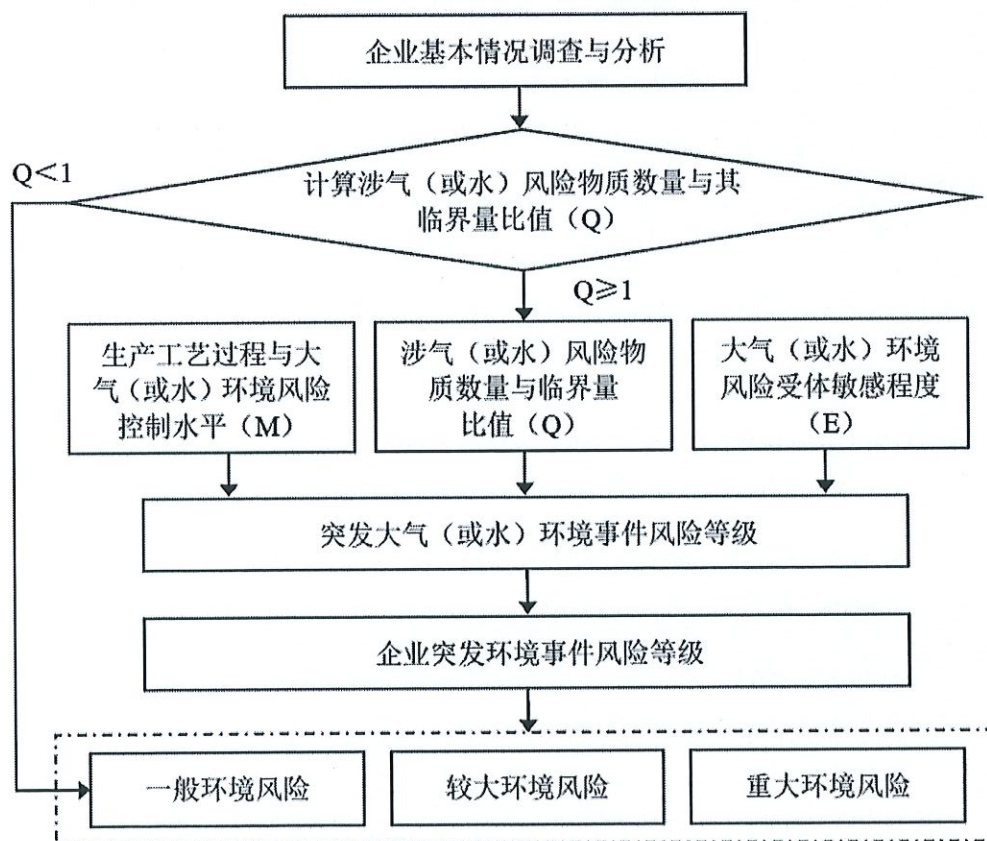 企业基本情况调查与分析
Q＜1
计算涉气（或水）风险物质数量与其
临界量比值（Q）
Q≥1
生产工艺过程与大
气（或水）环境风险
控制水平（M）
涉气（或水）风险物
质数量与临界量
比值（Q）
大气（或水）环境
风险受体敏感程度
（E）
突发大气（或水）环境事件风险等级
企业突发环境事件风险等级
一般环境风险
较大环境风险
重大环境风险